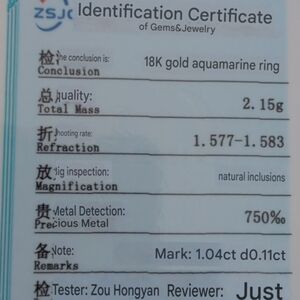 ZSJC Identification Certificate
of Gems&Jewelry
检 he conclusion is: 18K gold aquamarine ring
Conclusion
总 quality: 2.15g
Total Mass
折 hooting rate: 1.577-1.583
Refraction
放 ig inspection: natural inclusions
Magnification
贵 Metal Detection: 750‰
Precious Metal
备 Note: Mark: 1.04ct d0.11ct
Remarks
检 Tester: Zou Hongyan Reviewer: Just